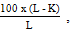 100 x (L - K)
L ,